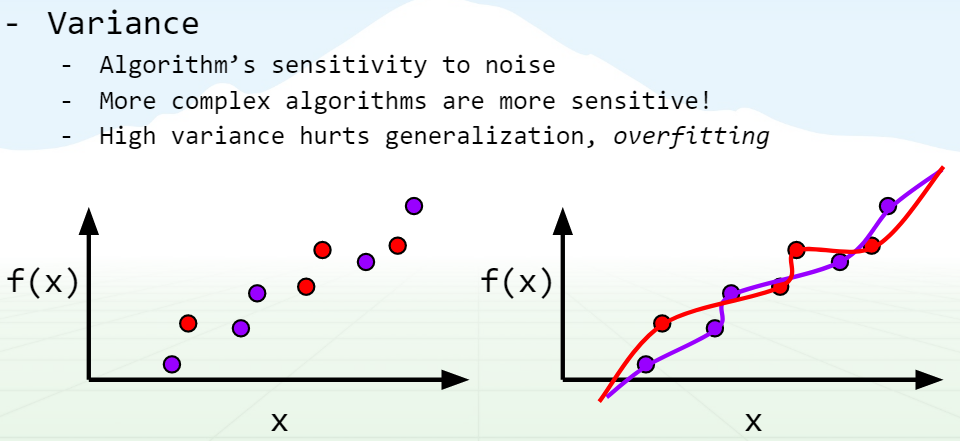 - Variance
- Algorithm’s sensitivity to noise
- More complex algorithms are more sensitive!
- High variance hurts generalization, overfitting
f(x)
x
f(x)
x